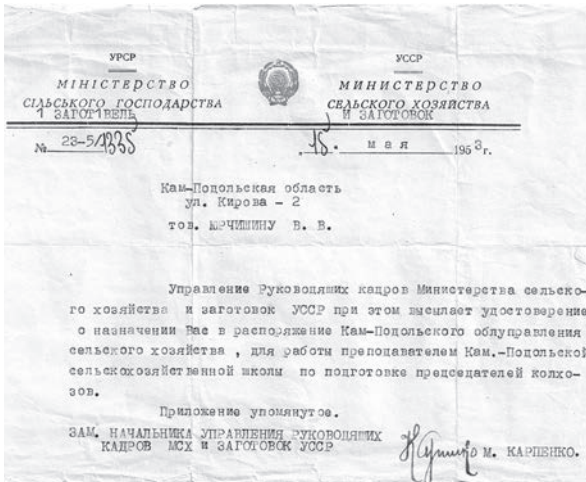 УРСР
МІНІСТЕРСТВО
СІЛЬСЬКОГО ГОСПОДАРСТВА
І ЗАГОТІВЕЛЬ
УССР
МИНИСТЕРСТВО
СЕЛЬСКОГО ХОЗЯЙСТВА
И ЗАГОТОВОК
№ 23-5/1335
15. мая 1953 г.
Кам-Подольская область
ул. Кирова - 2
тов. ЮРЧИШИНУ В. В.
Управление Руководящих кадров Министерства сельско-
го хозяйства и заготовок УССР при этом высылает удостоверение
о назначении Вас в распоряжение Кам-Подольского облуправления
сельского хозяйства , для работы преподавателем Кам.-Подольской
сельскохозяйственной школы по подготовке председателей колхо-
зов.
Приложение упомянутое.
ЗАМ. НАЧАЛЬНИКА УПРАВЛЕНИЯ РУКОВОДЯЩИХ
КАДРОВ МСХ И ЗАГОТОВОК УССР
М. КАРПЕНКО.